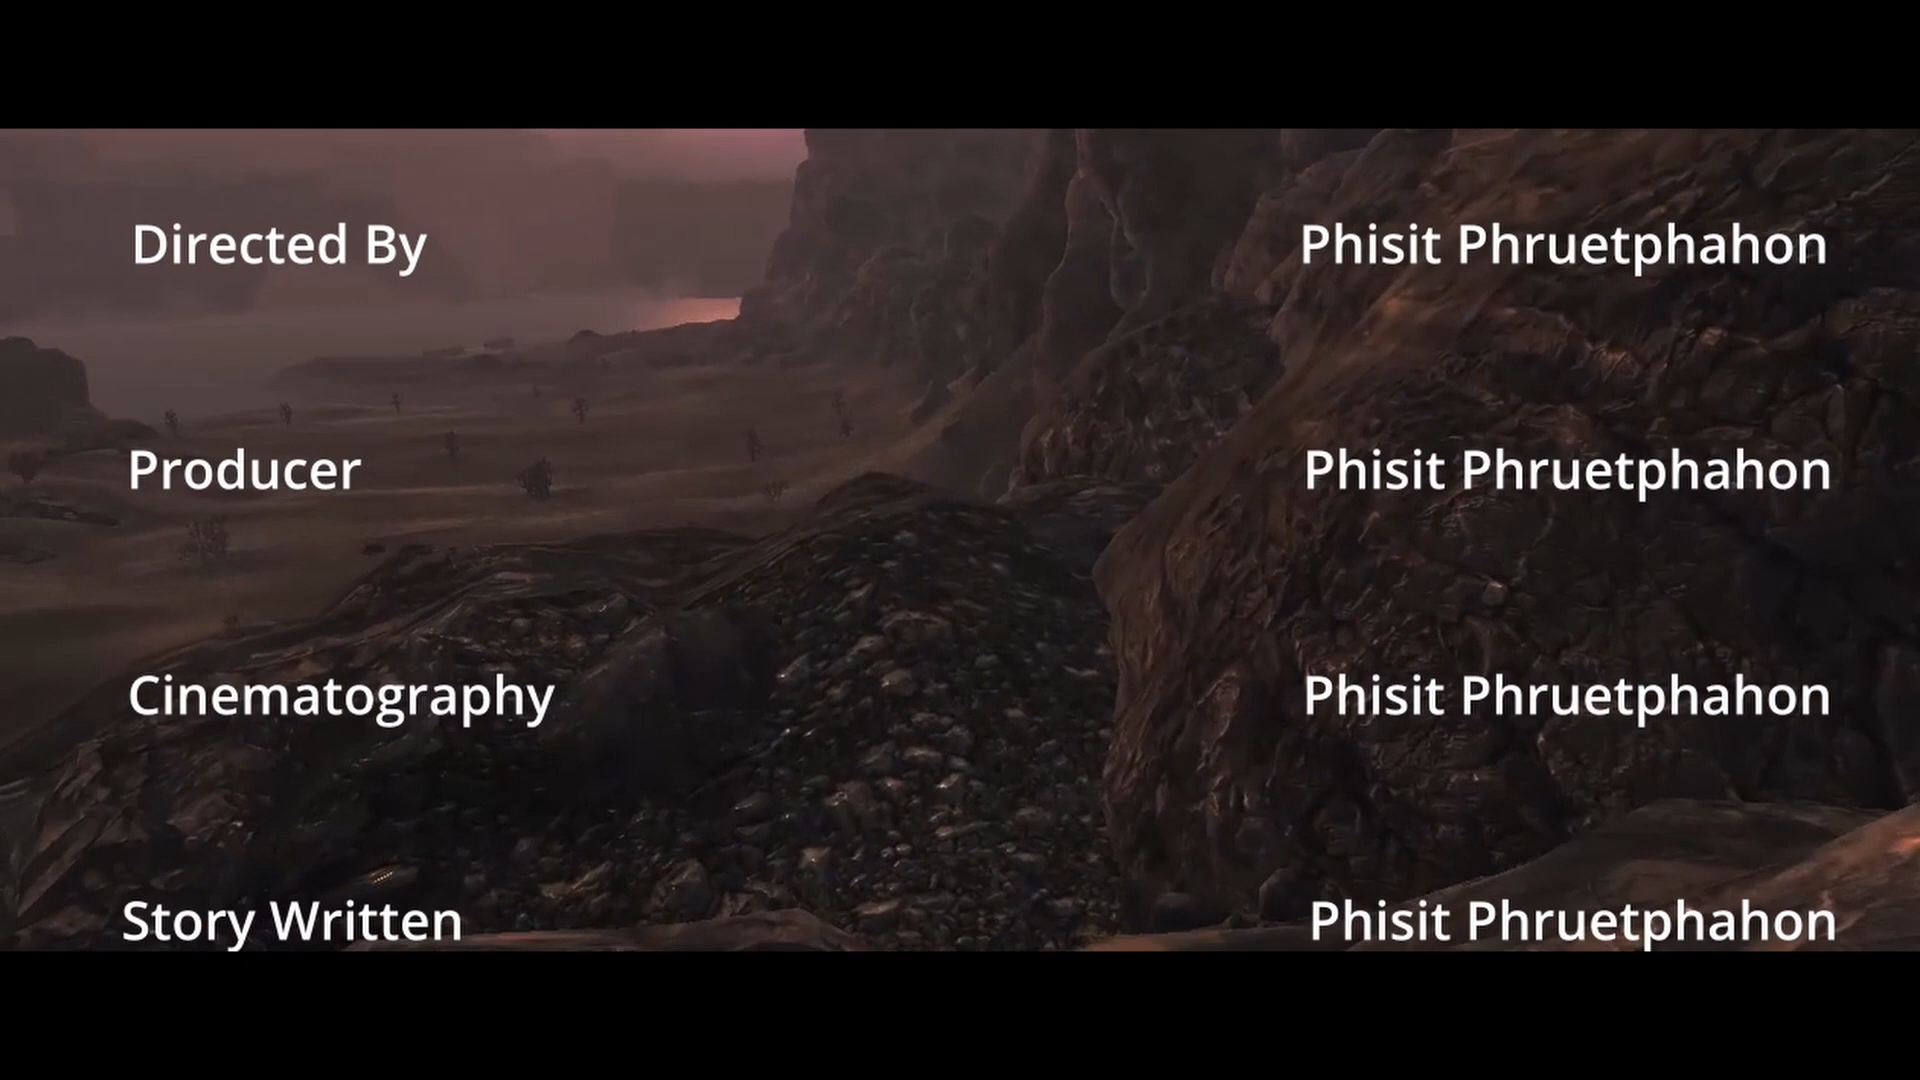 Directed By Phisit Phruetphahon
Producer Phisit Phruetphahon
Cinematography Phisit Phruetphahon
Story Written Phisit Phruetphahon